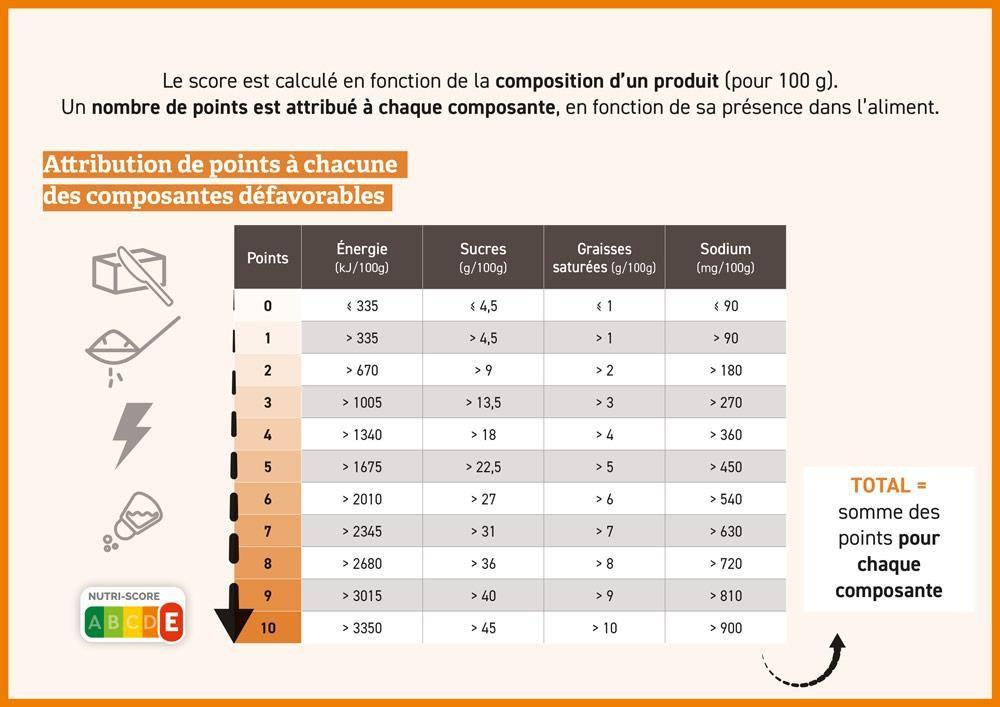 Le score est calculé en fonction de la composition d'un produit (pour 100 g).
Un nombre de points est attribué à chaque composante, en fonction de sa présence dans l'aliment.
Attribution de points à chacune
des composantes défavorables
Points Énergie (kJ/100g) Sucres (g/100g) Graisses saturées (g/100g) Sodium (mg/100g)
0 ≤ 335 ≤ 4,5 ≤ 1 ≤ 90
1 > 335 > 4,5 > 1 > 90
2 > 670 > 9 > 2 > 180
3 > 1005 > 13,5 > 3 > 270
4 > 1340 > 18 > 4 > 360
5 > 1675 > 22,5 > 5 > 450
6 > 2010 > 27 > 6 > 540
7 > 2345 > 31 > 7 > 630
8 > 2680 > 36 > 8 > 720
9 > 3015 > 40 > 9 > 810
10 > 3350 > 45 > 10 > 900
TOTAL =
somme des
points pour
chaque
composante
NUTRI-SCORE
A B C D E